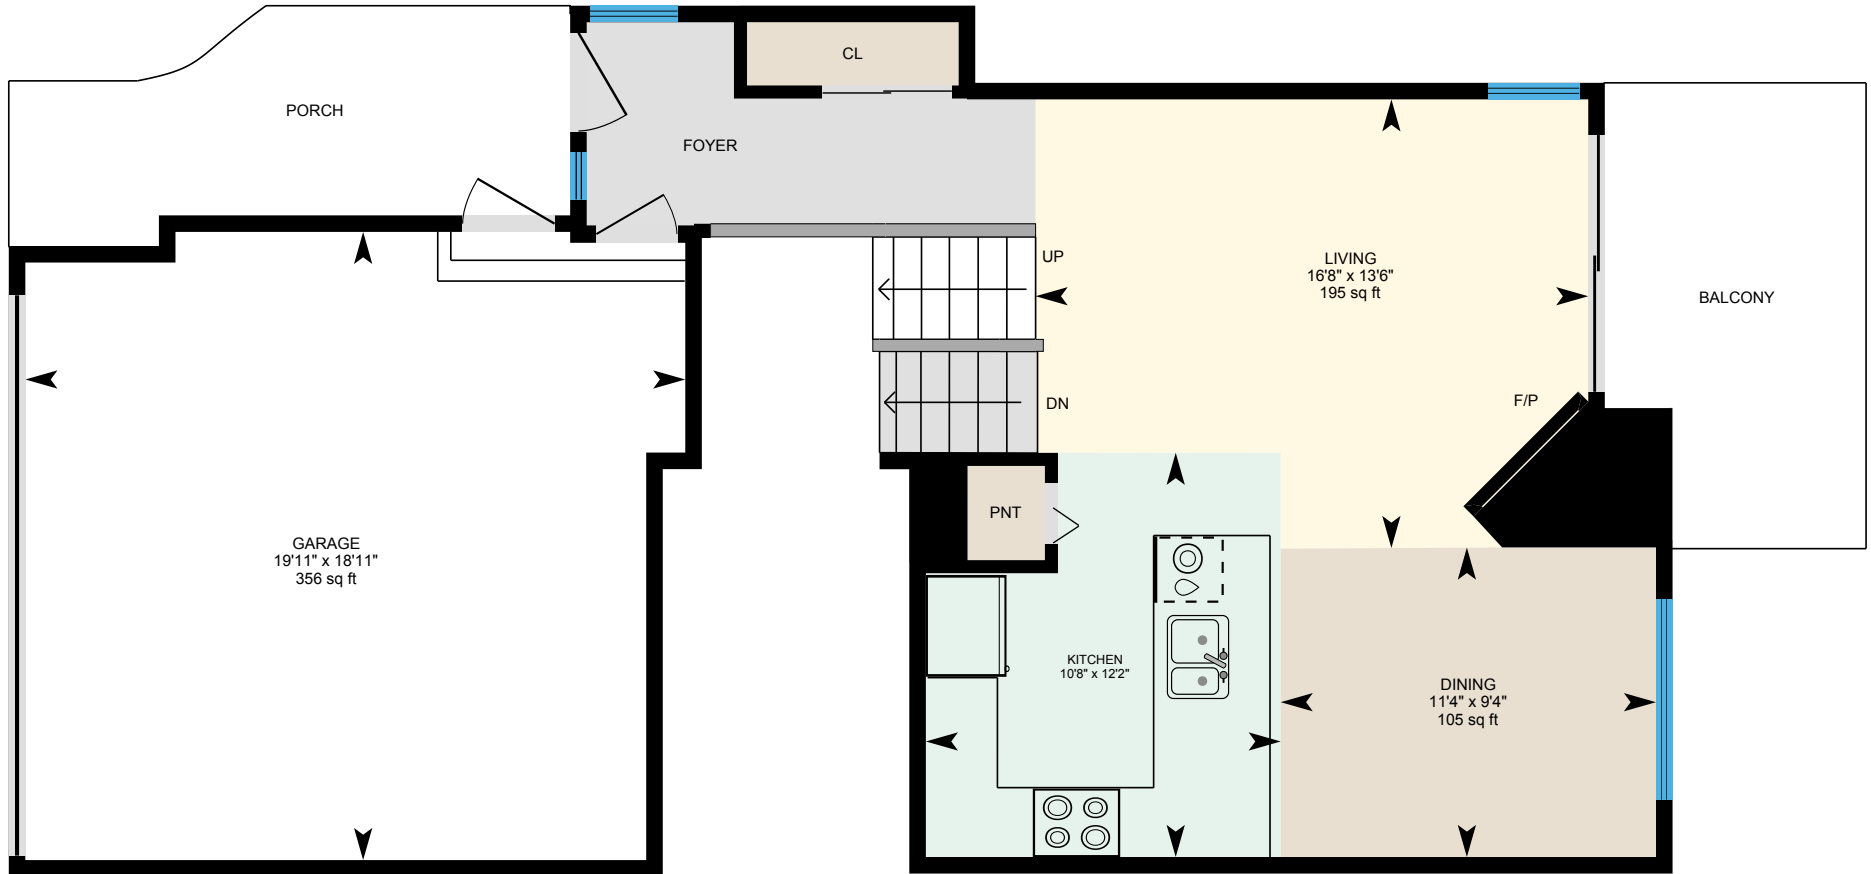 CL
PORCH
FOYER
UP
LIVING
16'8" x 13'6"
195 sq ft
BALCONY
DN
F/P
PNT
GARAGE
19'11" x 18'11"
356 sq ft
KITCHEN
10'8" x 12'2"
DINING
11'4" x 9'4"
105 sq ft